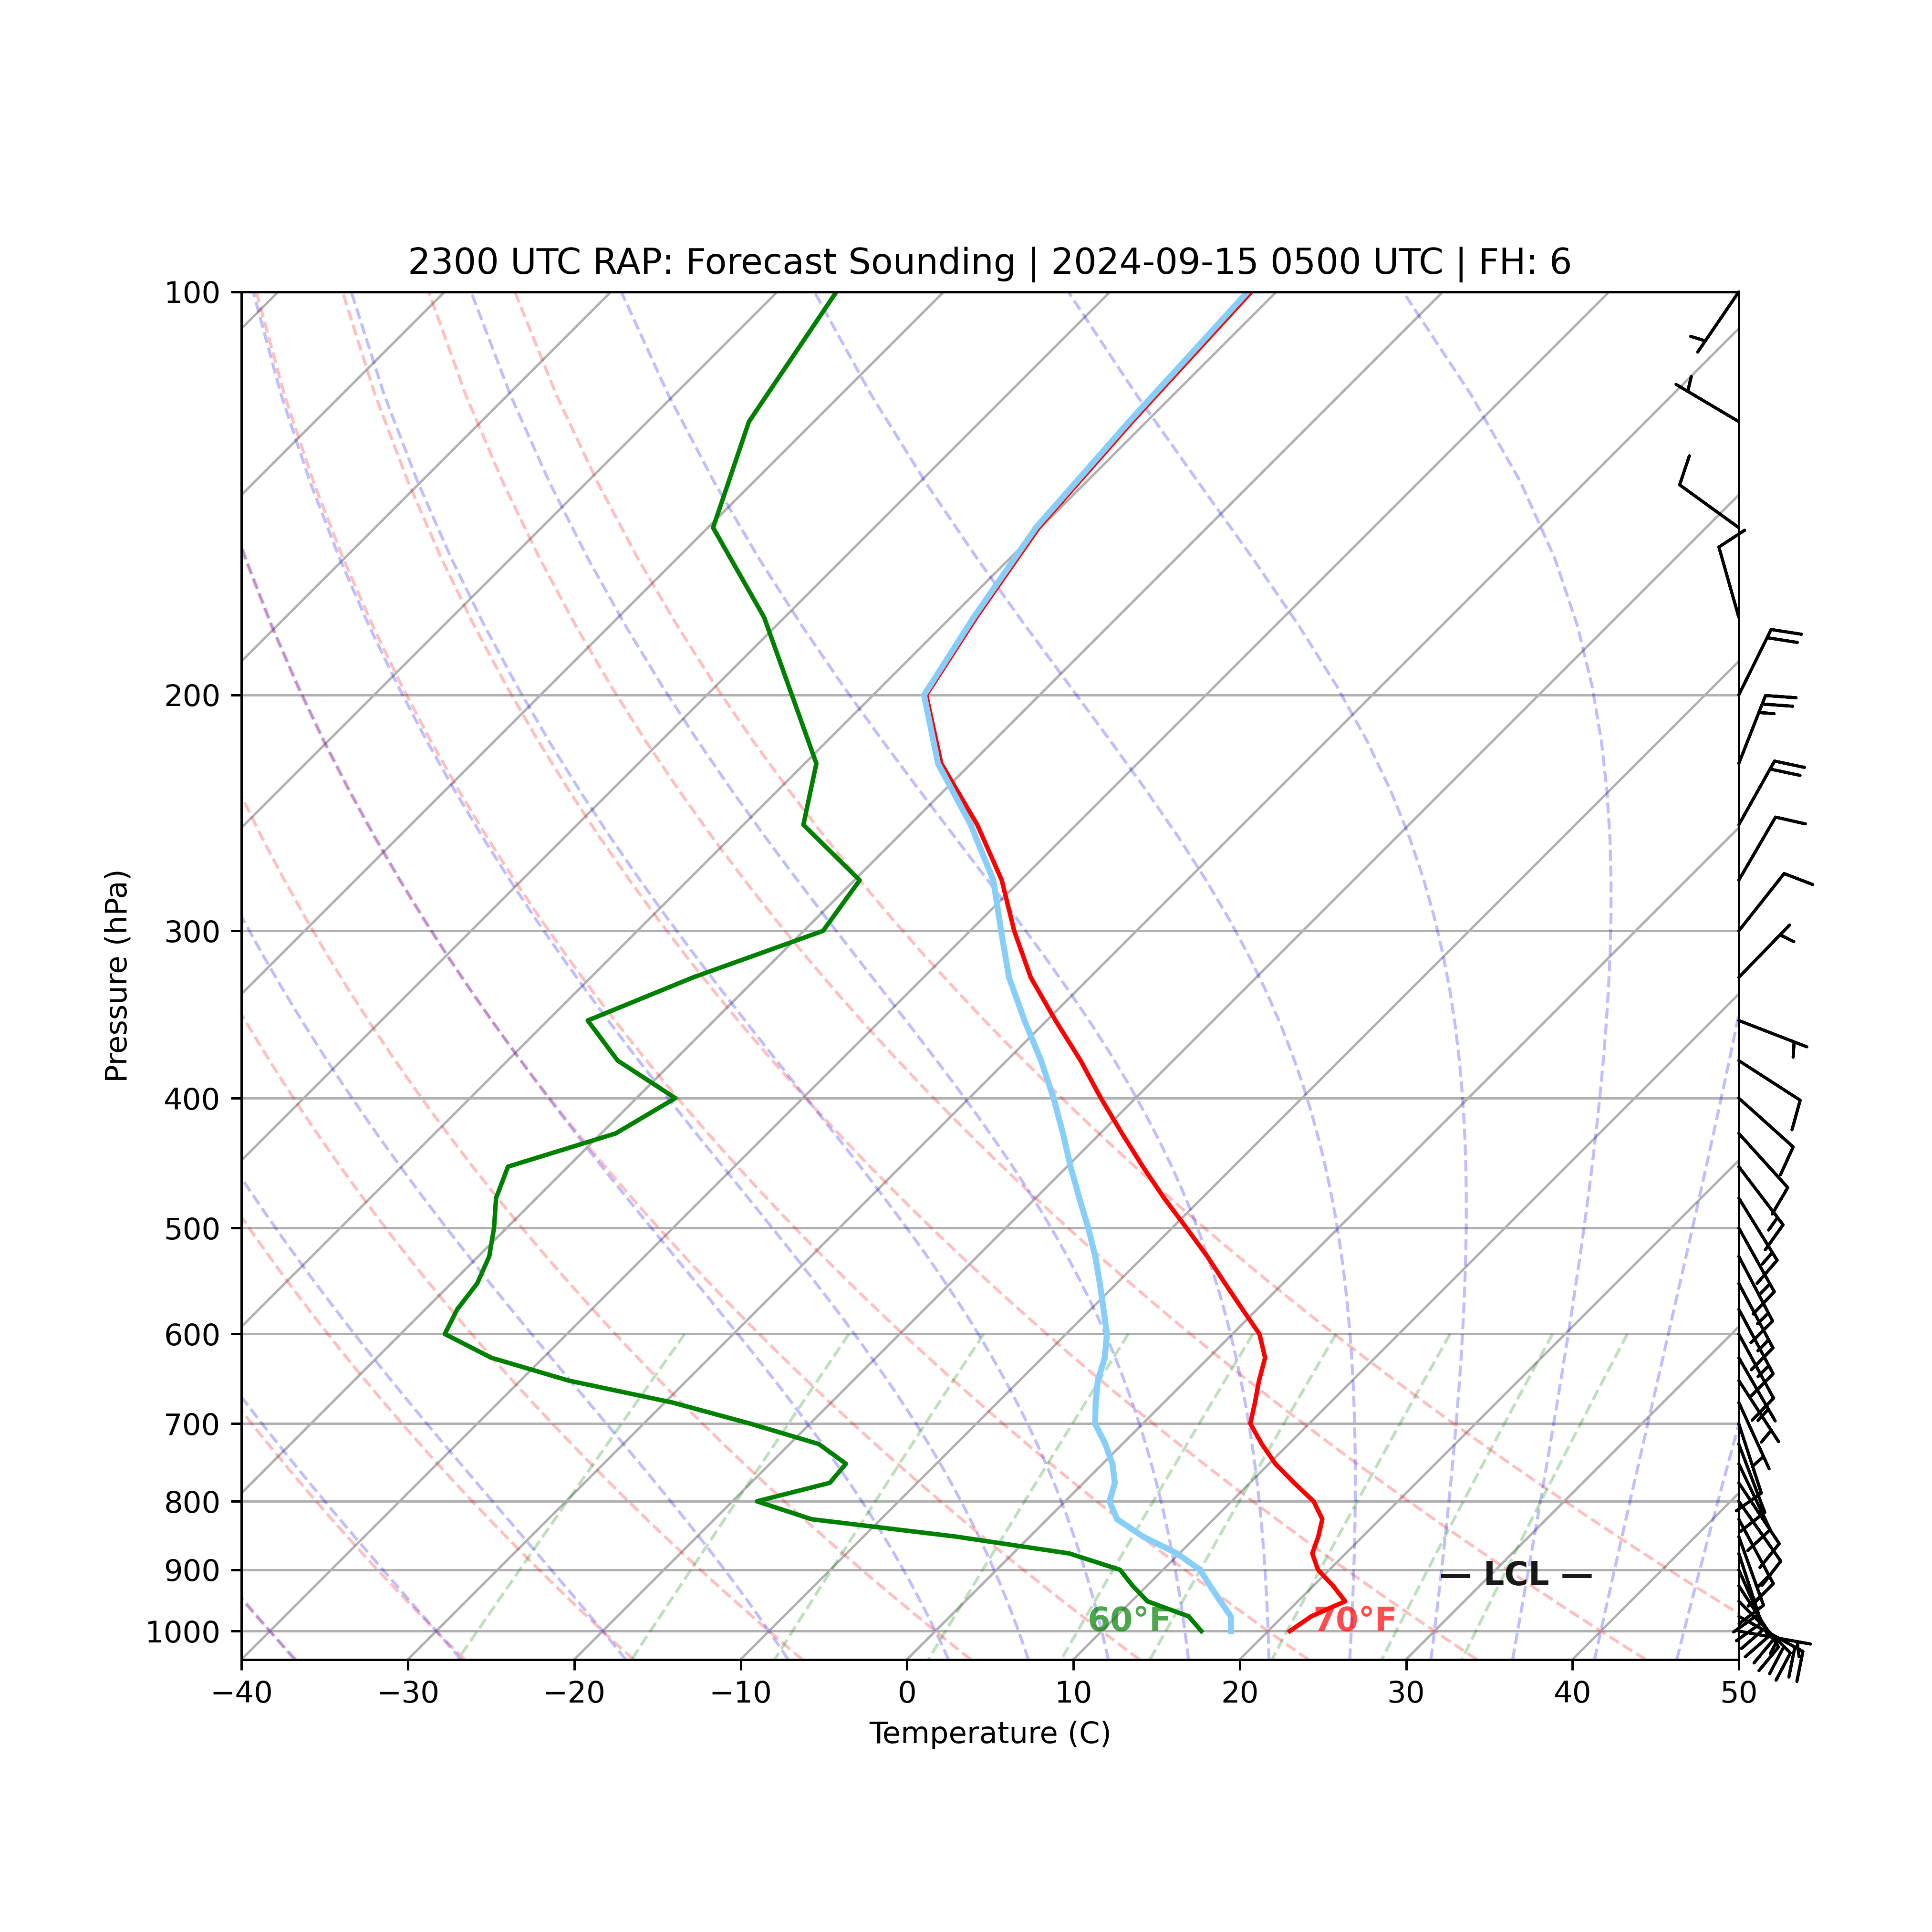 2300 UTC RAP: Forecast Sounding | 2024-09-15 0500 UTC | FH: 6
100
200
300
400
500
600
700
800
900
1000
Pressure (hPa)
— LCL —
60°F
70°F
−40 −30 −20 −10 0 10 20 30 40 50
Temperature (C)